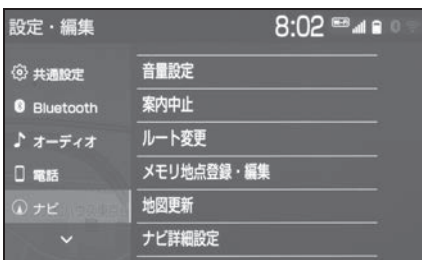 設定・編集
8:02
共通設定
Bluetooth
オーディオ
電話
ナビ
音量設定
案内中止
ルート変更
メモリ地点登録・編集
地図更新
ナビ詳細設定